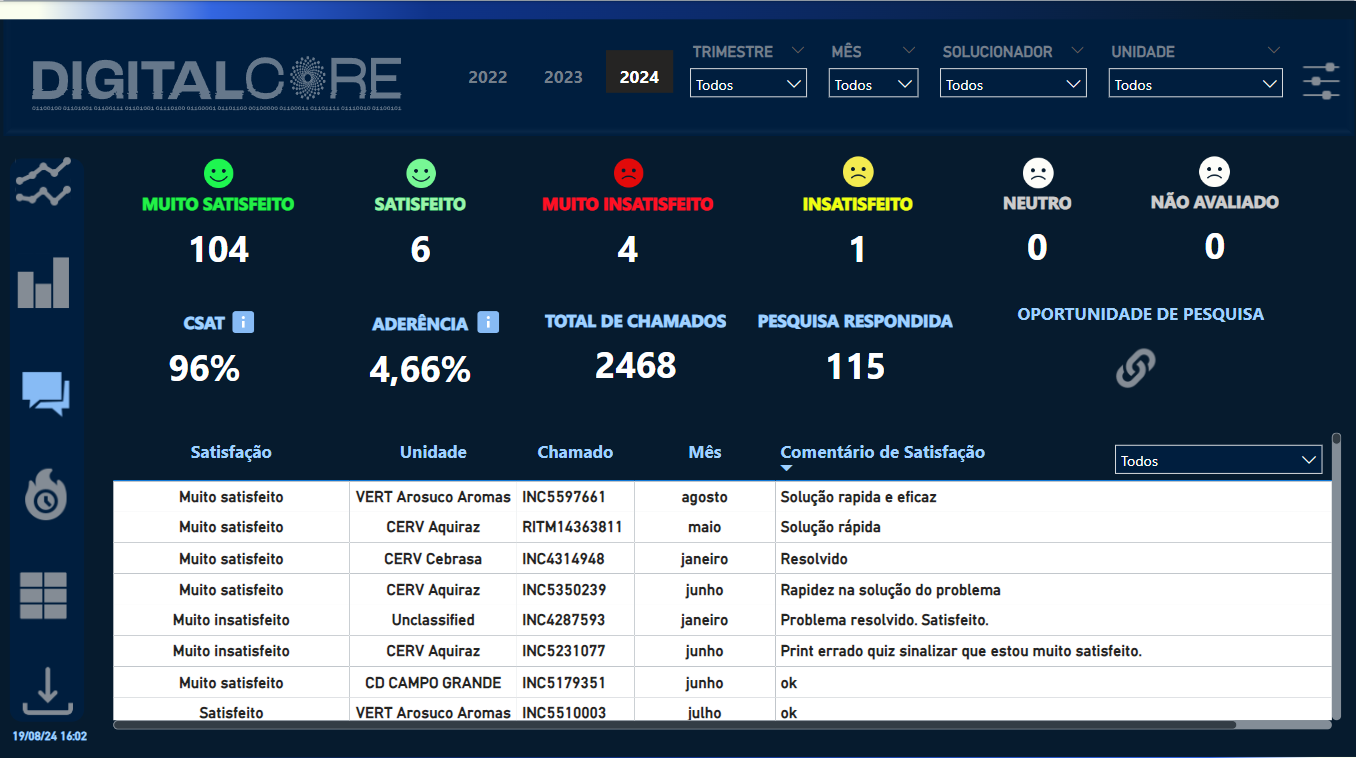 DIGITALCORE
TRIMESTRE MÊS SOLUCIONADOR UNIDADE
2022 2023 2024 Todos Todos Todos Todos
MUITO SATISFEITO SATISFEITO MUITO INSATISFEITO INSATISFEITO NEUTRO NÃO AVALIADO
104 6 4 1 0 0
CSAT i ADERÊNCIA i TOTAL DE CHAMADOS PESQUISA RESPONDIDA OPORTUNIDADE DE PESQUISA
96% 4,66% 2468 115
Satisfação Unidade Chamado Mês Comentário de Satisfação Todos
Muito satisfeito VERT Arosuco Aromas INC5597661 agosto Solução rapida e eficaz
Muito satisfeito CERV Aquiraz RITM14363811 maio Solução rápida
Muito satisfeito CERV Cebrasa INC4314948 janeiro Resolvido
Muito satisfeito CERV Aquiraz INC5350239 junho Rapidez na solução do problema
Muito insatisfeito Unclassified INC4287593 janeiro Problema resolvido. Satisfeito.
Muito insatisfeito CERV Aquiraz INC5231077 junho Print errado quiz sinalizar que estou muito satisfeito.
Muito satisfeito CD CAMPO GRANDE INC5179351 junho ok
Satisfeito VERT Arosuco Aromas INC5510003 julho ok
19/08/24 16:02